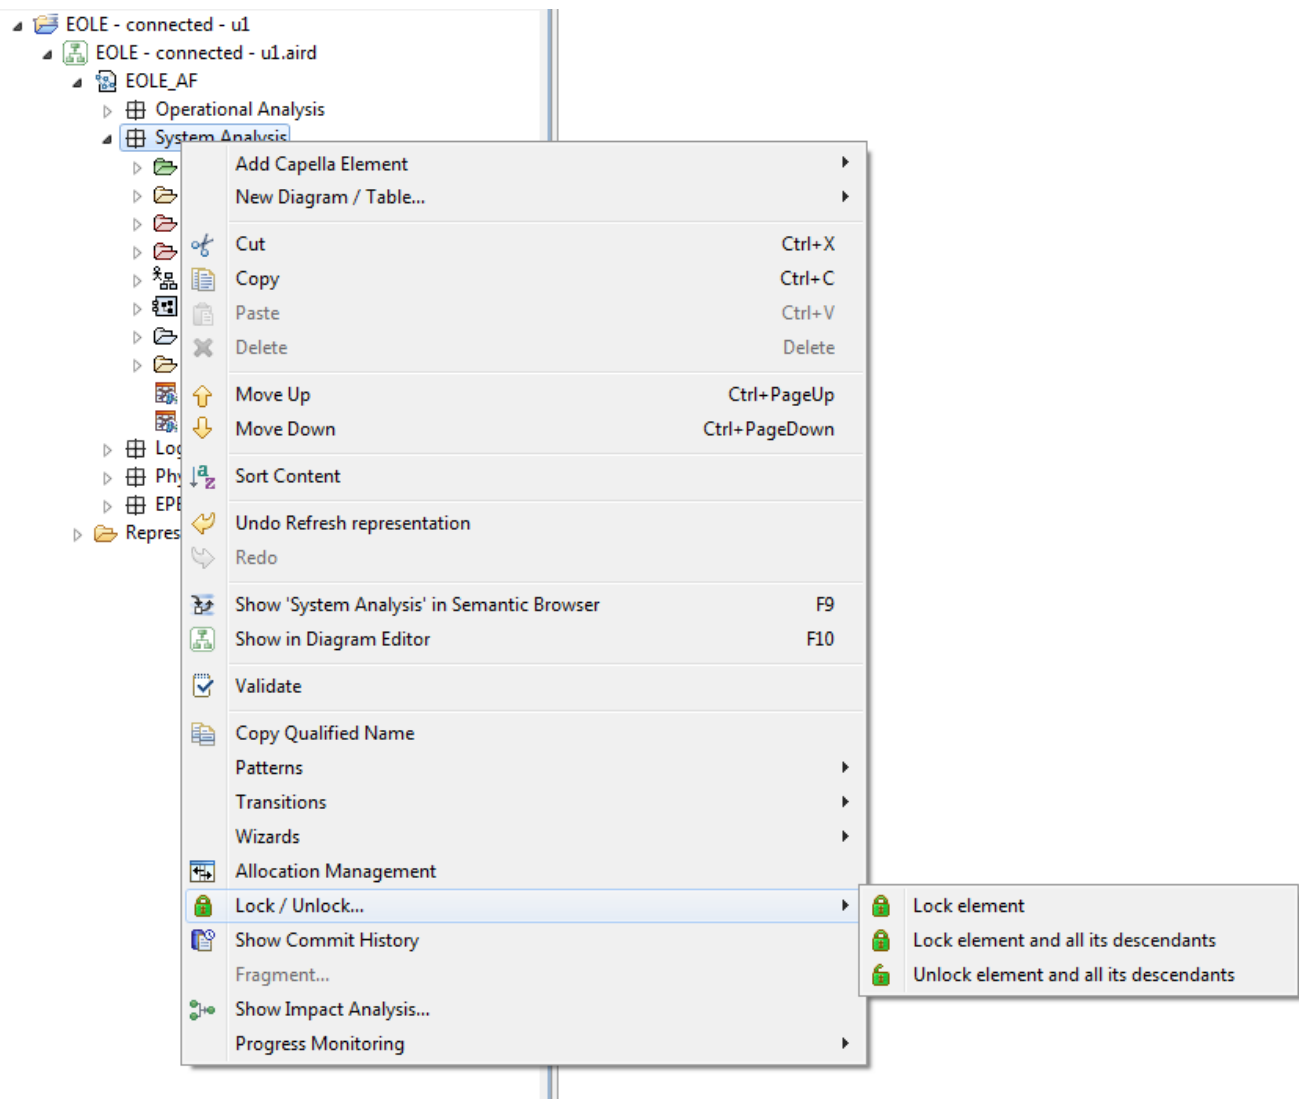 EOLE - connected - u1
EOLE - connected - u1.aird
EOLE_AF
Operational Analysis
System Analysis
Add Capella Element
New Diagram / Table...
Cut Ctrl+X
Copy Ctrl+C
Paste Ctrl+V
Delete Delete
Move Up Ctrl+PageUp
Move Down Ctrl+PageDown
Log
Sort Content
Phy
EPB
Undo Refresh representation
Repres
Redo
Show 'System Analysis' in Semantic Browser F9
Show in Diagram Editor F10
Validate
Copy Qualified Name
Patterns
Transitions
Wizards
Allocation Management
Lock / Unlock...
Lock element
Show Commit History
Lock element and all its descendants
Fragment...
Unlock element and all its descendants
Show Impact Analysis...
Progress Monitoring